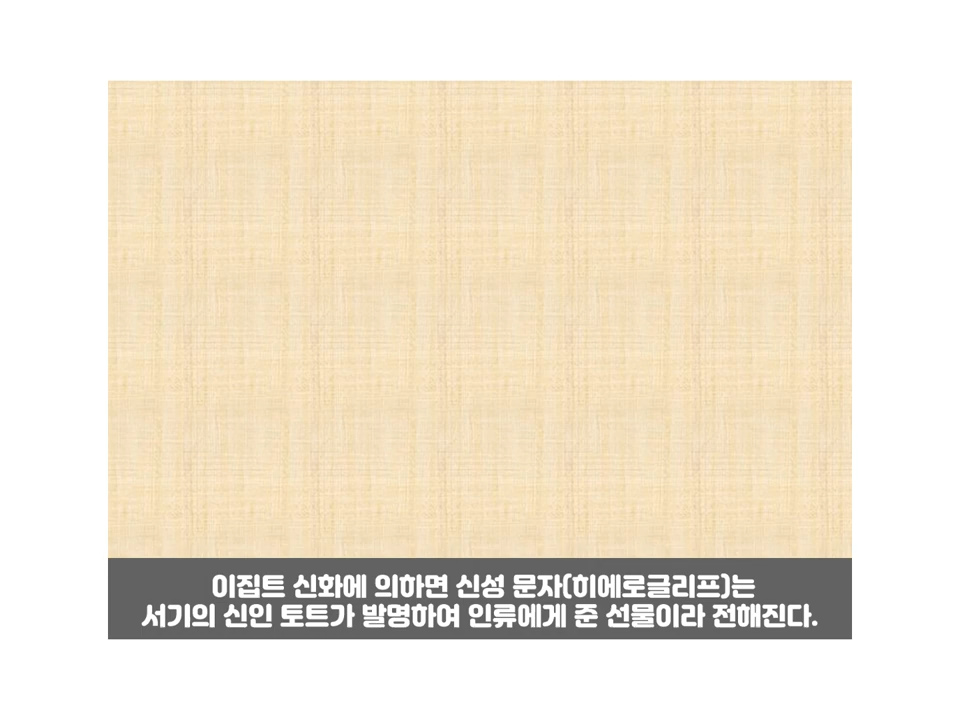 이집트 신화에 의하면 신성 문자(히에로글리프)는
서기의 신인 토트가 발명하여 인류에게 준 선물이라 전해진다.